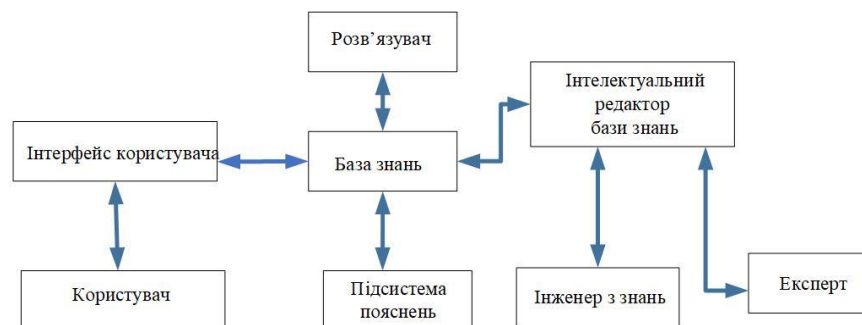 Розв’язувач
Інтелектуальний
редактор
бази знань
Інтерфейс користувача
База знань
Користувач
Підсистема
пояснень
Інженер з знань
Експерт